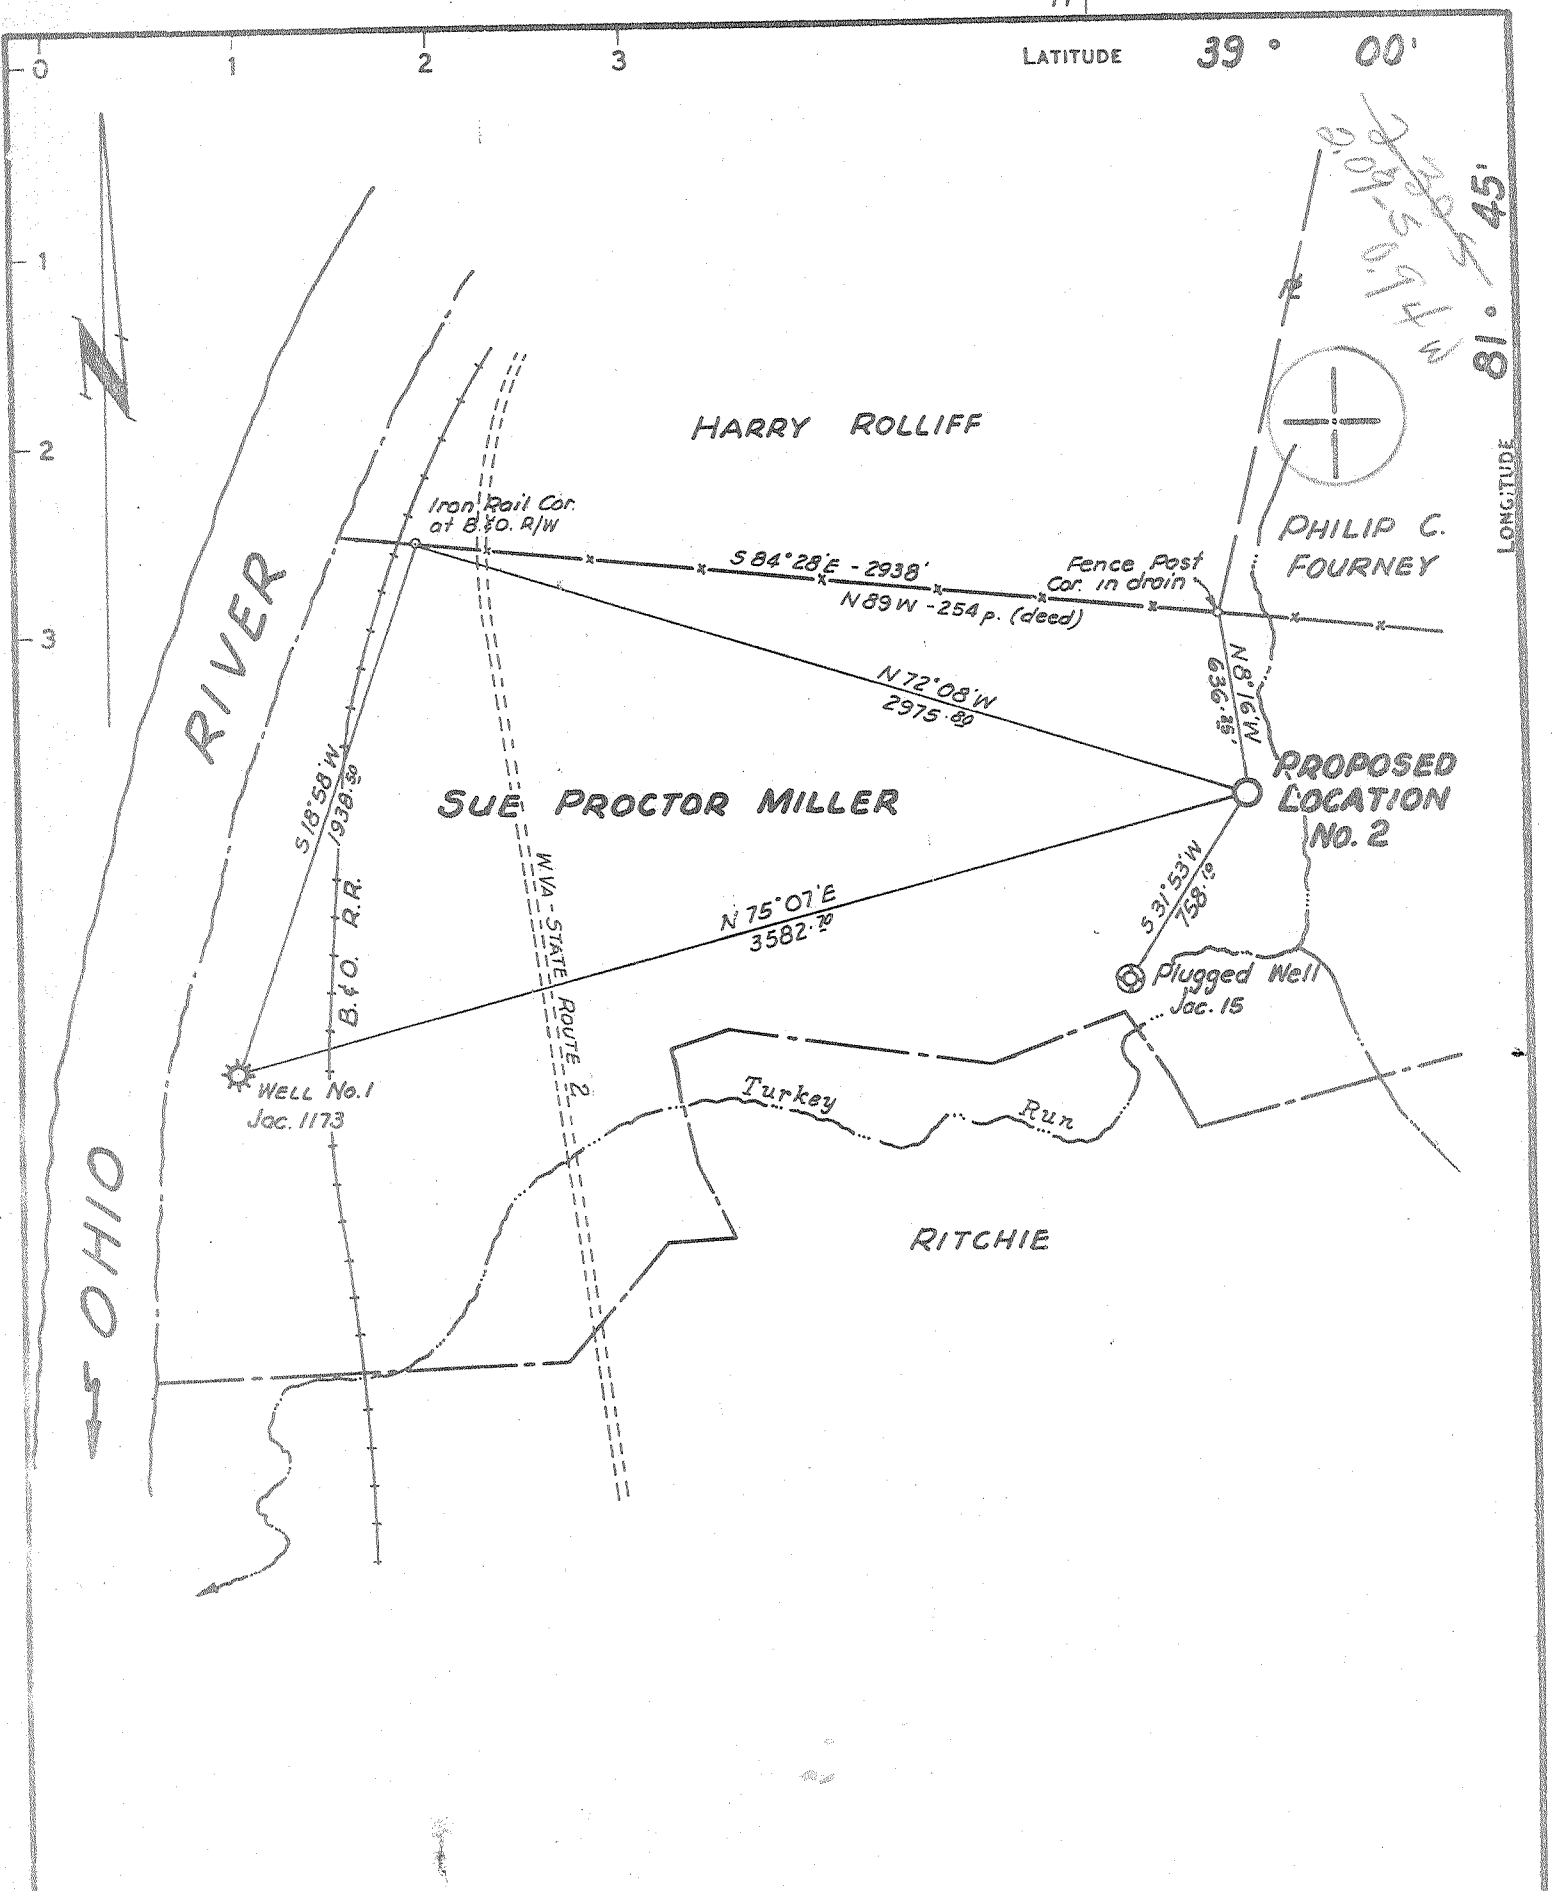 0
1
2
3
LATITUDE 39° 00'
1
2
3
LONGITUDE 81° 45'
N
HARRY ROLLIFF
Iron Rail Cor.
at B.&O. R/W
S 84°28'E - 2938'
N 89 W - 254 p. (deed)
Fence Post
Cor. in drain
PHILIP C.
FOURNEY
N 8°16'W
636.25'
N 72°08'W
2975.80
RIVER
S 18°58'W
1938.50
SUE PROCTOR MILLER
PROPOSED
LOCATION
No. 2
W.VA - STATE ROUTE 2
B.&O. R.R.
N 75°07'E
3582.70
S 31°53'W
758.10
Plugged Well
Jac. 15
WELL No. 1
Jac. 1173
Turkey Run
OHIO
RITCHIE